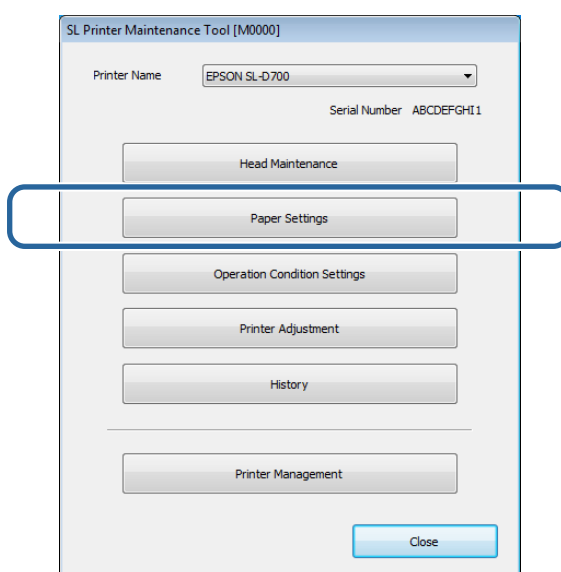 SL Printer Maintenance Tool [M0000]
Printer Name EPSON SL-D700
Serial Number ABCDEFGHI1
Head Maintenance
Paper Settings
Operation Condition Settings
Printer Adjustment
History
Printer Management
Close